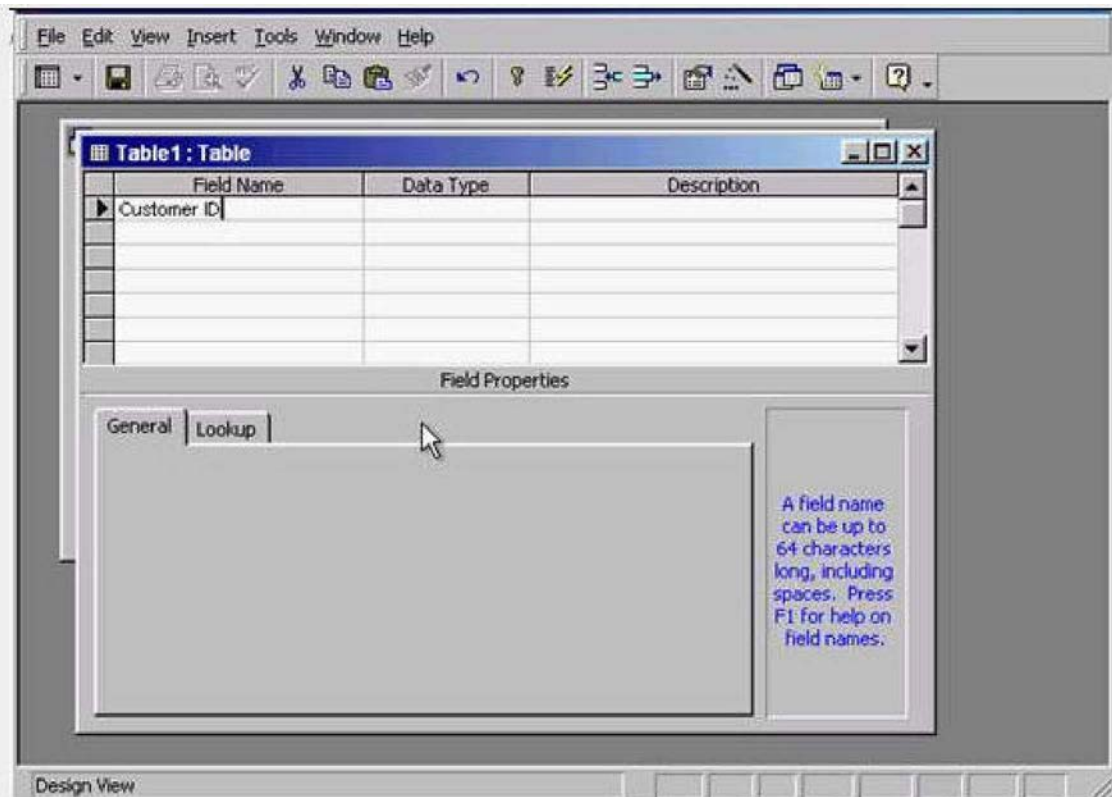 File Edit View Insert Tools Window Help
Table1 : Table
Field Name Data Type Description
Customer ID
Field Properties
General Lookup
A field name
can be up to
64 characters
long, including
spaces. Press
F1 for help on
field names.
Design View